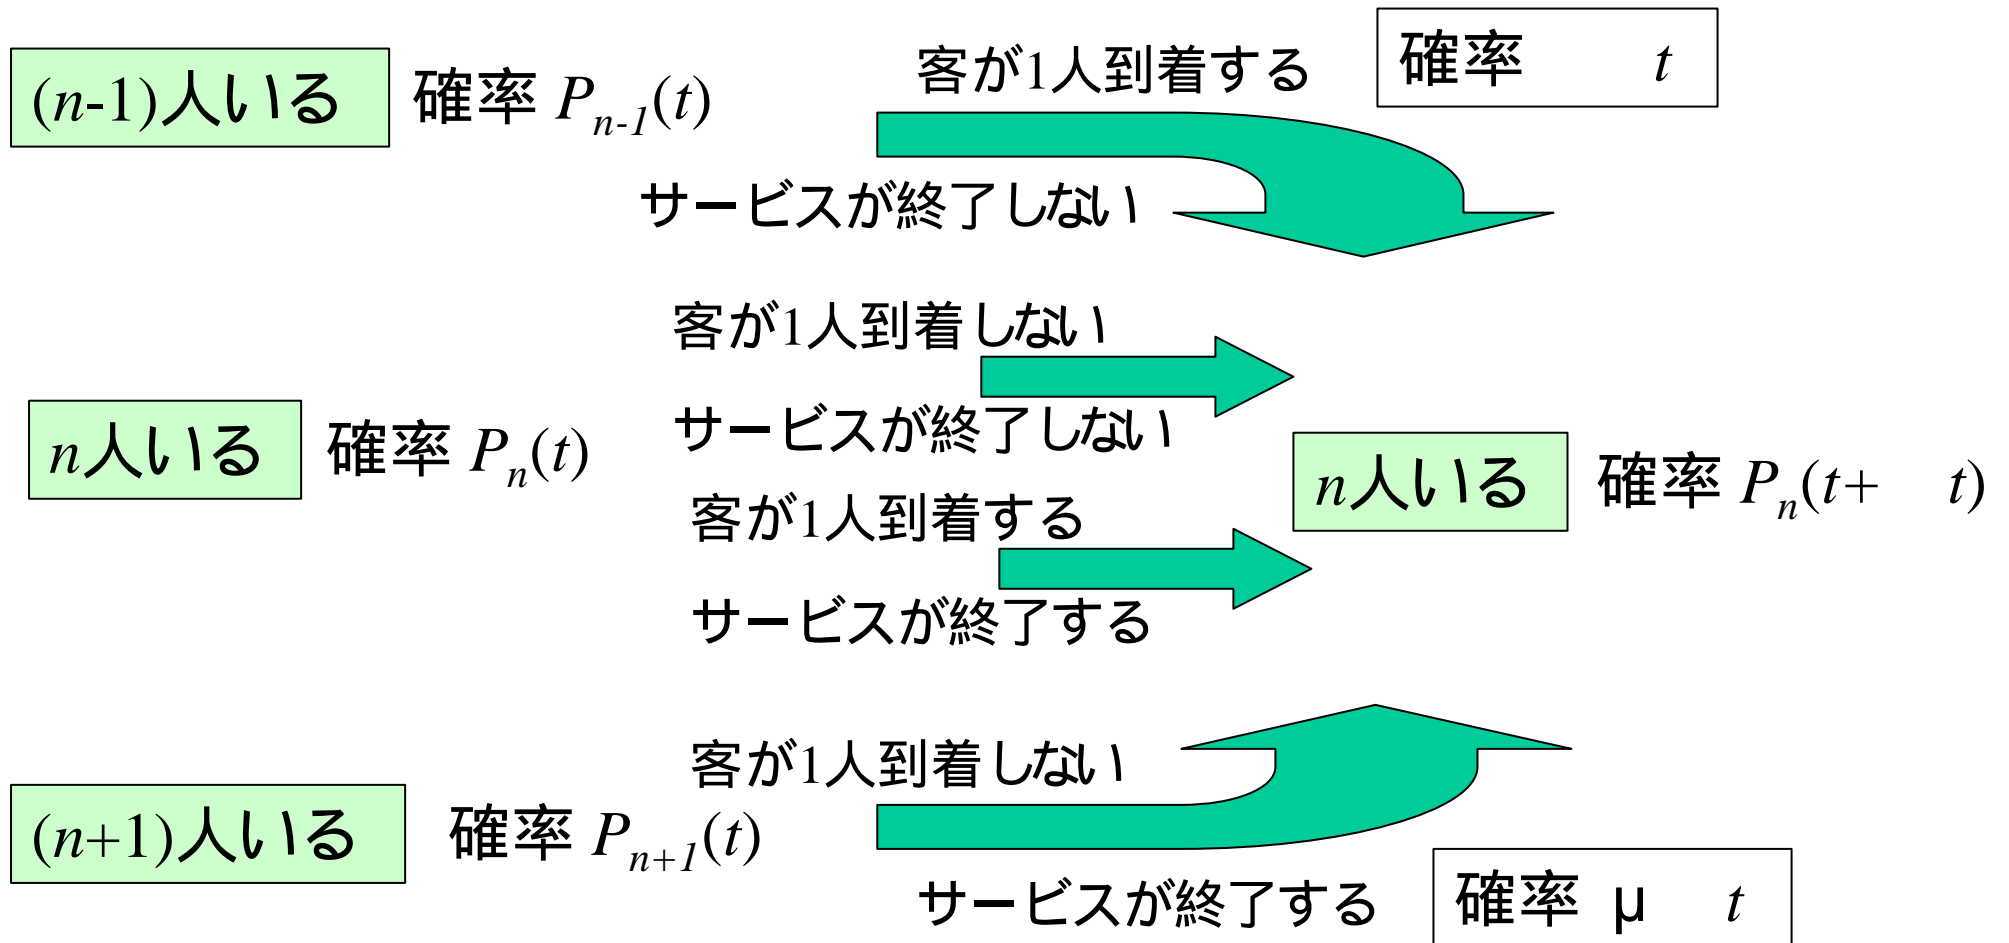 (n-1)人いる 確率 Pn-1(t)
客が1人到着する
確率 t
サービスが終了しない
客が1人到着しない
サービスが終了しない
n人いる 確率 Pn(t)
客が1人到着する
サービスが終了する
n人いる 確率 Pn(t+ t)
客が1人到着しない
(n+1)人いる 確率 Pn+1(t)
サービスが終了する
確率 μ t